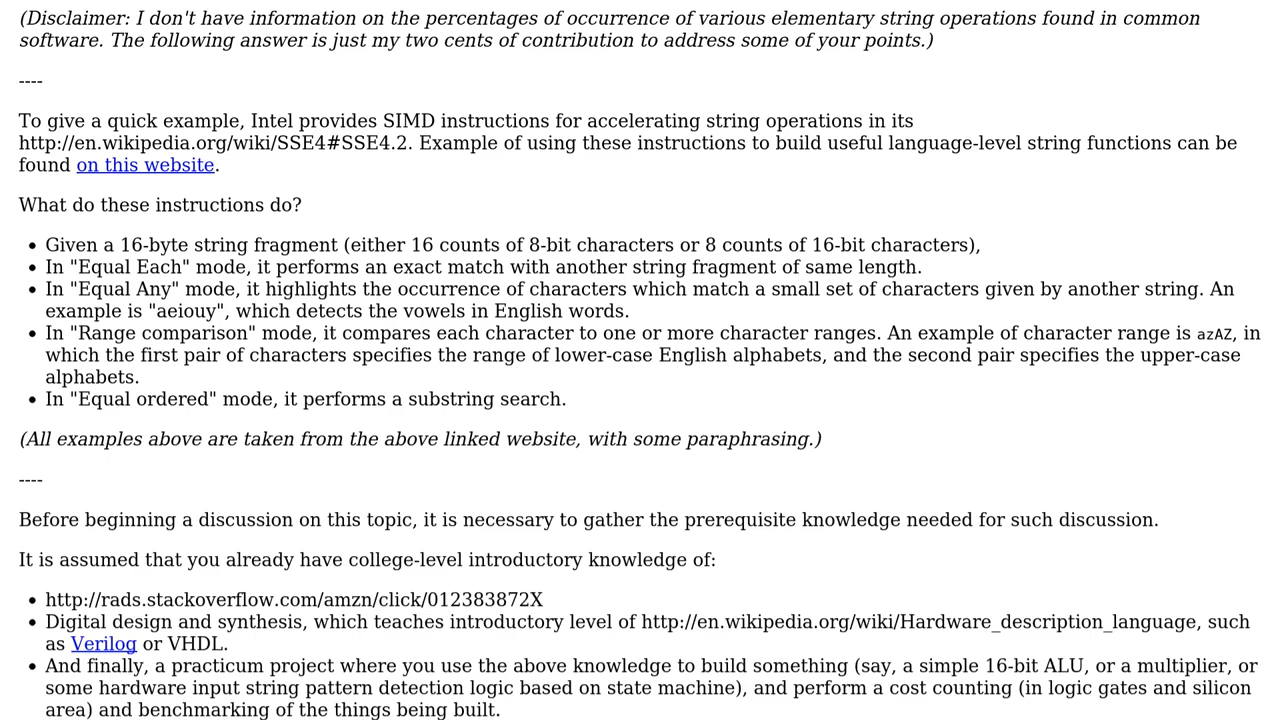 (Disclaimer: I don't have information on the percentages of occurrence of various elementary string operations found in common
software. The following answer is just my two cents of contribution to address some of your points.)
----
To give a quick example, Intel provides SIMD instructions for accelerating string operations in its
http://en.wikipedia.org/wiki/SSE4#SSE4.2. Example of using these instructions to build useful language-level string functions can be
found on this website.
What do these instructions do?
• Given a 16-byte string fragment (either 16 counts of 8-bit characters or 8 counts of 16-bit characters),
• In "Equal Each" mode, it performs an exact match with another string fragment of same length.
• In "Equal Any" mode, it highlights the occurrence of characters which match a small set of characters given by another string. An
example is "aeiouy", which detects the vowels in English words.
• In "Range comparison" mode, it compares each character to one or more character ranges. An example of character range is azAZ, in
which the first pair of characters specifies the range of lower-case English alphabets, and the second pair specifies the upper-case
alphabets.
• In "Equal ordered" mode, it performs a substring search.
(All examples above are taken from the above linked website, with some paraphrasing.)
----
Before beginning a discussion on this topic, it is necessary to gather the prerequisite knowledge needed for such discussion.
It is assumed that you already have college-level introductory knowledge of:
• http://rads.stackoverflow.com/amzn/click/012383872X
• Digital design and synthesis, which teaches introductory level of http://en.wikipedia.org/wiki/Hardware_description_language, such
as Verilog or VHDL.
• And finally, a practicum project where you use the above knowledge to build something (say, a simple 16-bit ALU, or a multiplier, or
some hardware input string pattern detection logic based on state machine), and perform a cost counting (in logic gates and silicon
area) and benchmarking of the things being built.